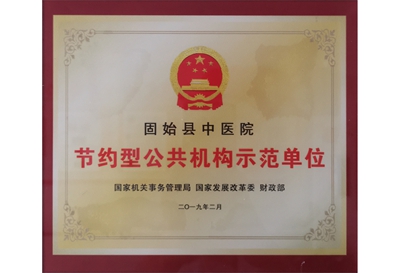 固始县中医院
节约型公共机构示范单位
国家机关事务管理局 国家发展改革委 财政部
二〇一九年二月